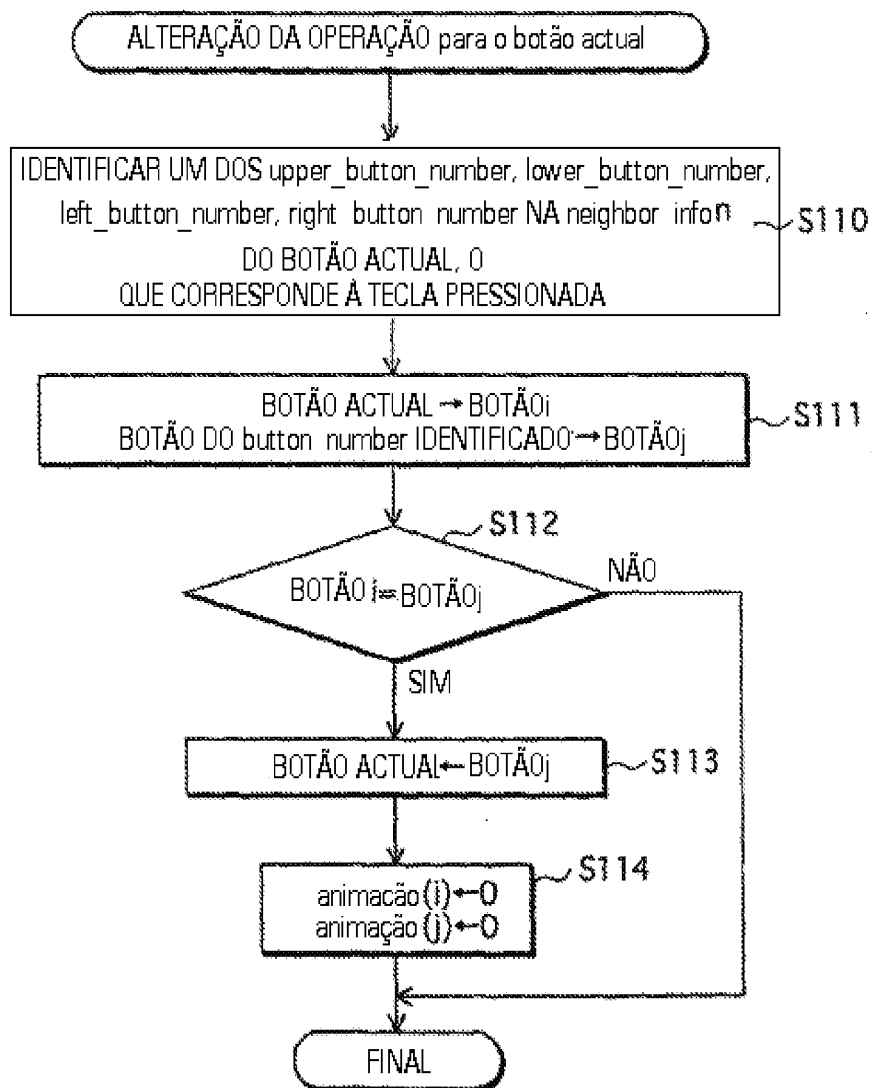 ALTERAÇÃO DA OPERAÇÃO para o botão actual
IDENTIFICAR UM DOS upper_button_number, lower_button_number,
left_button_number, right button number NA neighbor info n
DO BOTÃO ACTUAL, O
QUE CORRESPONDE À TECLA PRESSIONADA
S110
BOTÃO ACTUAL → BOTÃOi
BOTÃO DO button number IDENTIFICADO → BOTÃOj
S111
S112
BOTÃO i=BOTÃOj
NÃO
SIM
BOTÃO ACTUAL←BOTÃOj
S113
S114
animacão (i)←0
animação (j)←0
FINAL